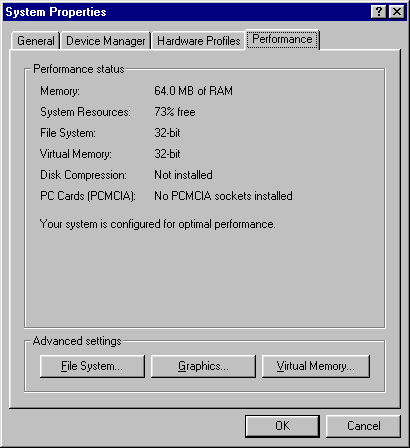 System Properties
General Device Manager Hardware Profiles Performance
Performance status
Memory: 64.0 MB of RAM
System Resources: 73% free
File System: 32-bit
Virtual Memory: 32-bit
Disk Compression: Not installed
PC Cards (PCMCIA): No PCMCIA sockets installed
Your system is configured for optimal performance.
Advanced settings
File System... Graphics... Virtual Memory...
OK Cancel